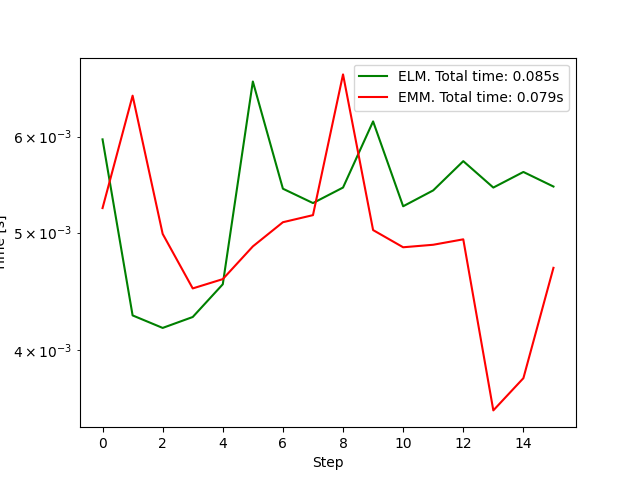 ELM. Total time: 0.085s
EMM. Total time: 0.079s
6 × 10⁻³
5 × 10⁻³
4 × 10⁻³
Time [s]
0 2 4 6 8 10 12 14
Step